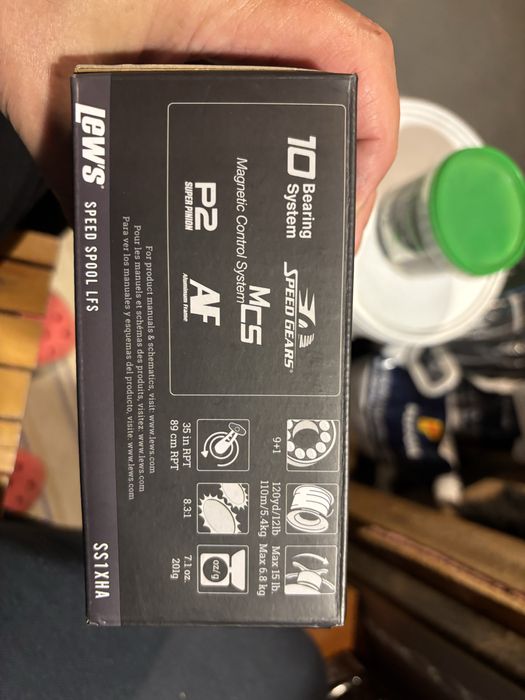 10 Bearing
System
SPEED GEARS®
Magnetic Control System MCS
P2
SUPER PINION
AF
Aluminum Frame
9+1
120yd/12lb
110m/5.4kg
Max 15 lb.
Max 6.8 kg
35 in RPT
89 cm RPT
8.3:1
oz/g
7.1 oz.
201g
For product manuals & schematics, visit: www.lews.com
Pour les manuels et schémas des produits, visitez: www.lews.com
Para ver los manuales y esquemas del producto, visite: www.lews.com
Lew's® SPEED SPOOL LFS SS1XHA